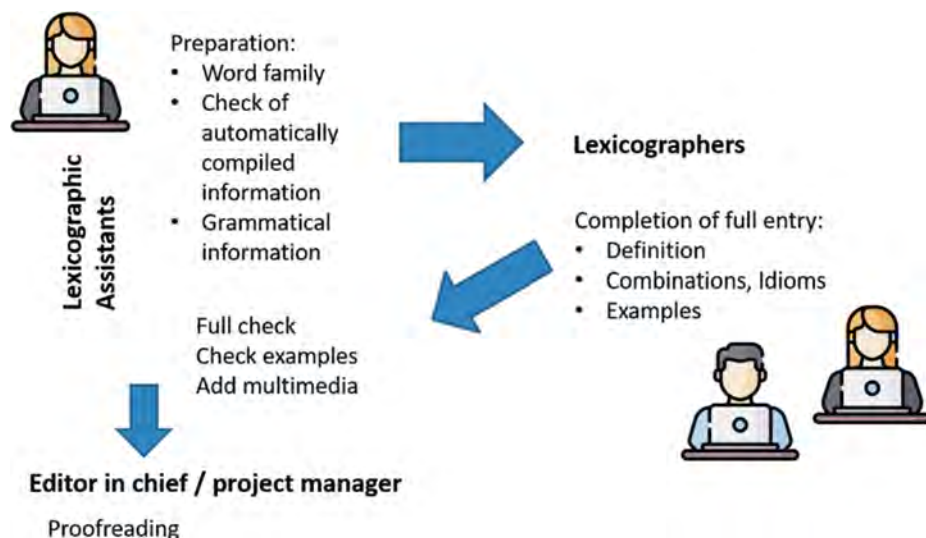 Preparation:
• Word family
• Check of
automatically
compiled
information
• Grammatical
information
Lexicographic
Assistants
Lexicographers
Completion of full entry:
• Definition
• Combinations, Idioms
• Examples
Full check
Check examples
Add multimedia
Editor in chief / project manager
Proofreading